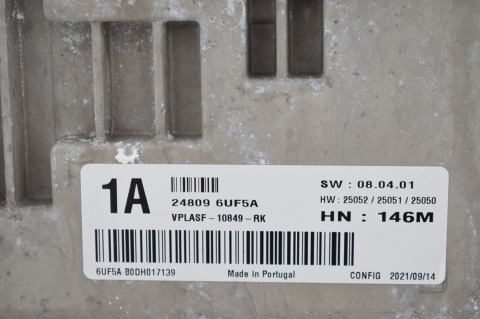 1A
24809 6UF5A
VPLASF-10849-RK
SW : 08.04.01
HW : 25052 / 25051 / 25050
HN : 146M
6UF5A B0DH017139
Made in Portugal
CONFIG 2021/09/14